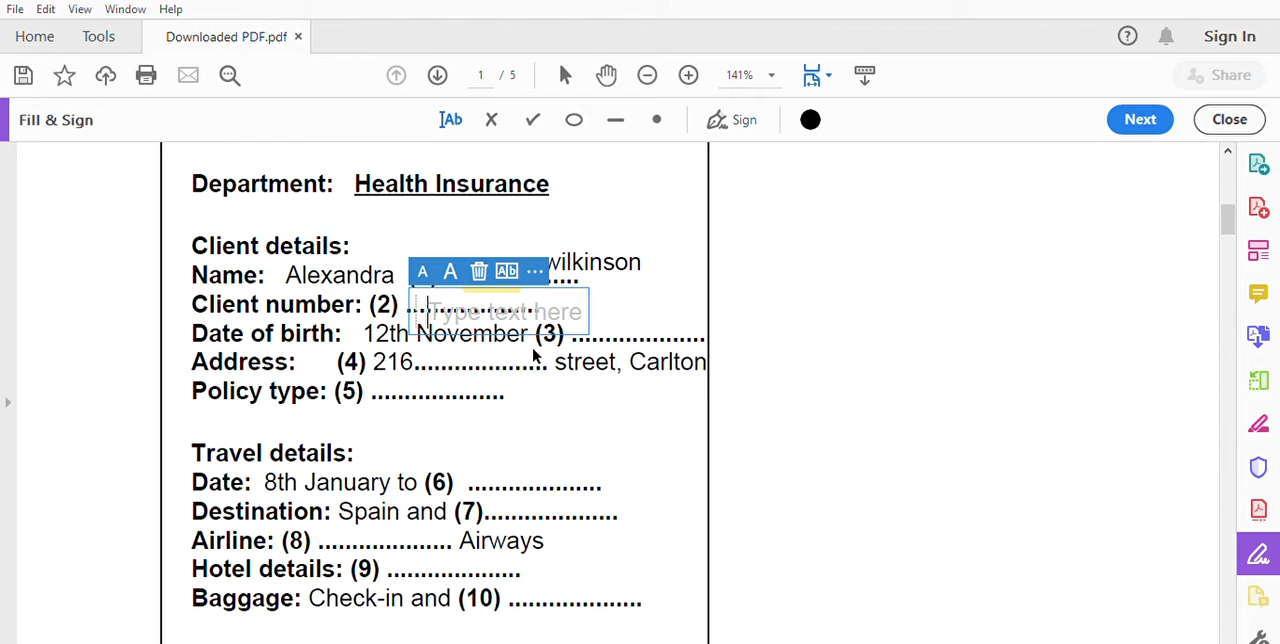 File Edit View Window Help
Home Tools Downloaded PDF.pdf ×
1 / 5 141% Share
Sign In
Fill & Sign Ab Sign Next Close
Department: Health Insurance
Client details:
wilkinson
A A Ab ...
Name: Alexandra .....
Client number: (2) ....................
Type text here
Date of birth: 12th November (3) ....................
Address: (4) 216.................... street, Carlton
Policy type: (5) ....................
Travel details:
Date: 8th January to (6) ....................
Destination: Spain and (7)....................
Airline: (8) .................... Airways
Hotel details: (9) ....................
Baggage: Check-in and (10) ....................